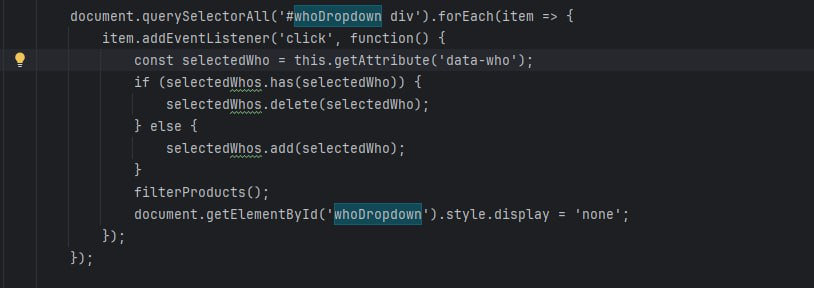 document.querySelectorAll('#whoDropdown div').forEach(item => {
    item.addEventListener('click', function() {
        const selectedWho = this.getAttribute('data-who');
        if (selectedWhos.has(selectedWho)) {
            selectedWhos.delete(selectedWho);
        } else {
            selectedWhos.add(selectedWho);
        }
        filterProducts();
        document.getElementById('whoDropdown').style.display = 'none';
    });
});